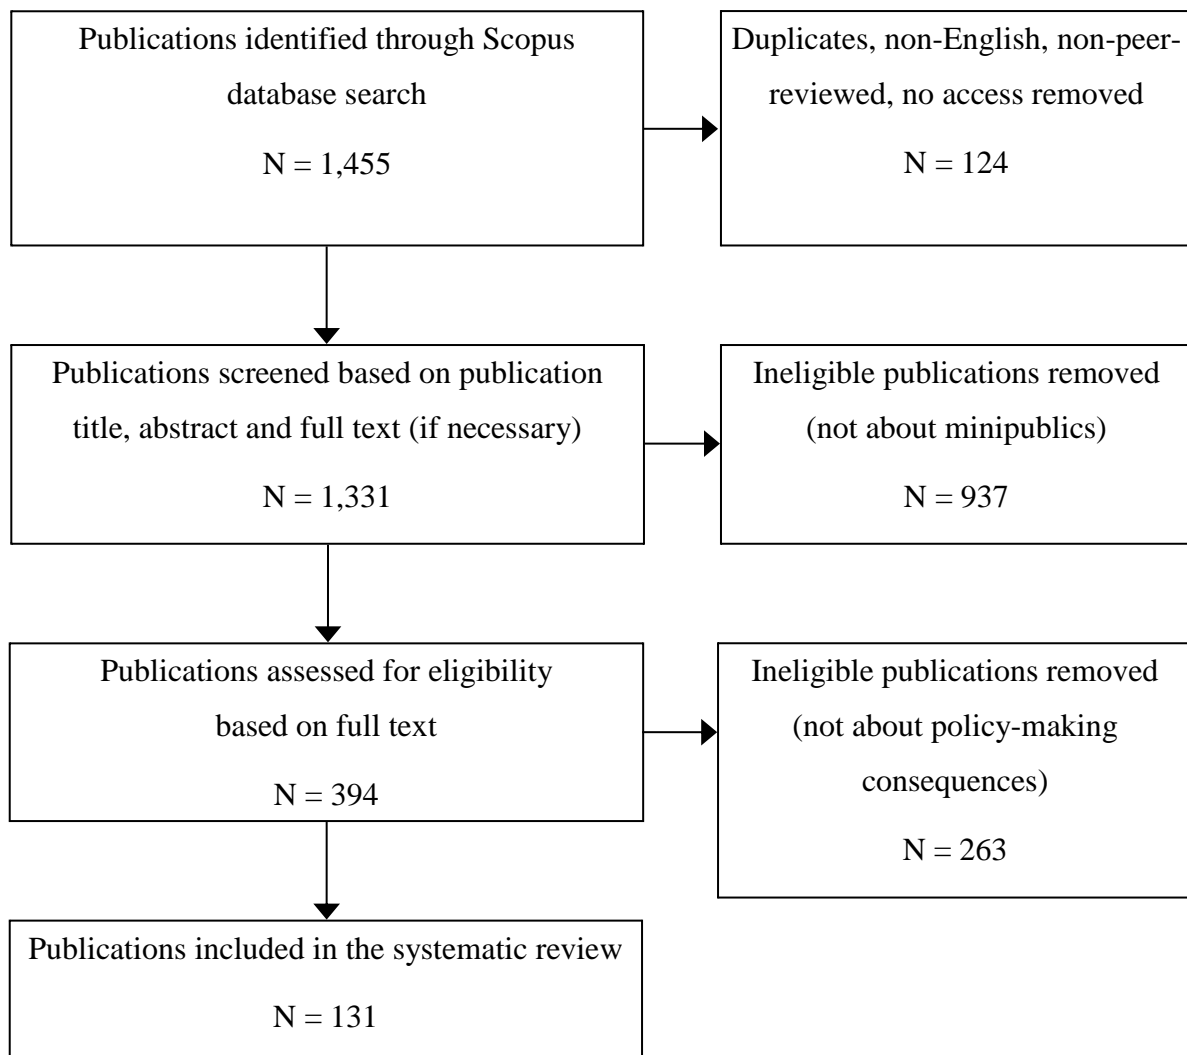 Publications identified through Scopus
database search
N = 1,455
Duplicates, non-English, non-peer-
reviewed, no access removed
N = 124
Publications screened based on publication
title, abstract and full text (if necessary)
N = 1,331
Ineligible publications removed
(not about minipublics)
N = 937
Publications assessed for eligibility
based on full text
N = 394
Ineligible publications removed
(not about policy-making
consequences)
N = 263
Publications included in the systematic review
N = 131